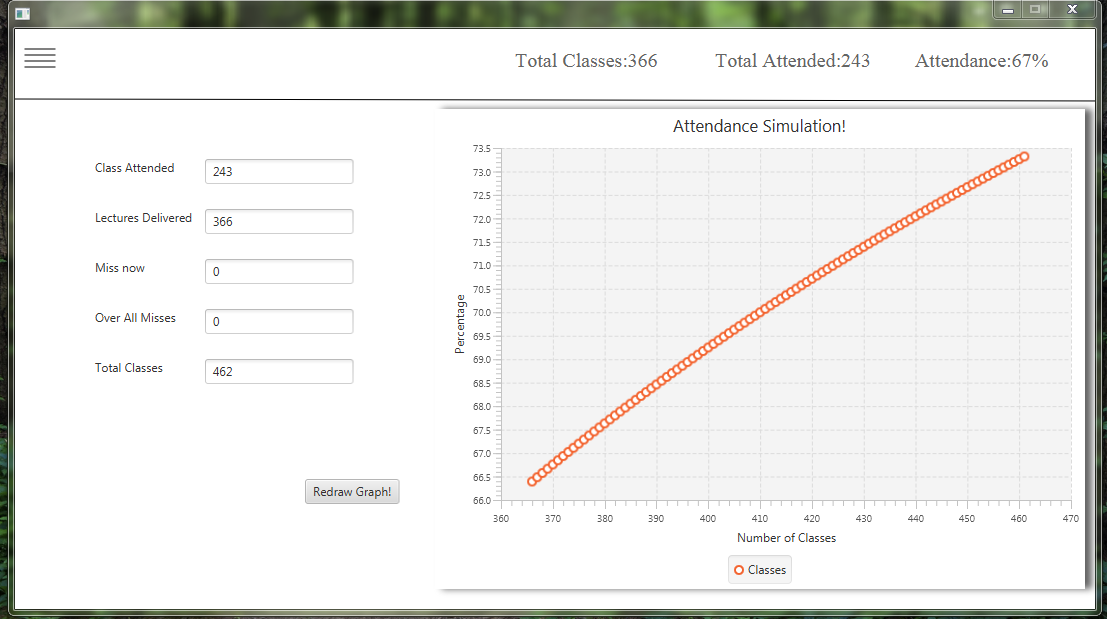 Total Classes:366 Total Attended:243 Attendance:67%
Class Attended 243
Lectures Delivered 366
Miss now 0
Over All Misses 0
Total Classes 462
Redraw Graph!
Attendance Simulation!
73.5
73.0
72.5
72.0
71.5
71.0
70.5
70.0
69.5
69.0
68.5
68.0
67.5
67.0
66.5
66.0
Percentage
360 370 380 390 400 410 420 430 440 450 460 470
Number of Classes
Classes